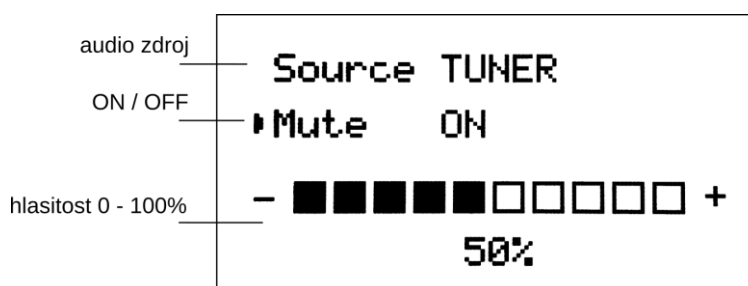 audio zdroj
Source TUNER
ON / OFF
Mute ON
hlasitost 0 - 100%
- +
50%